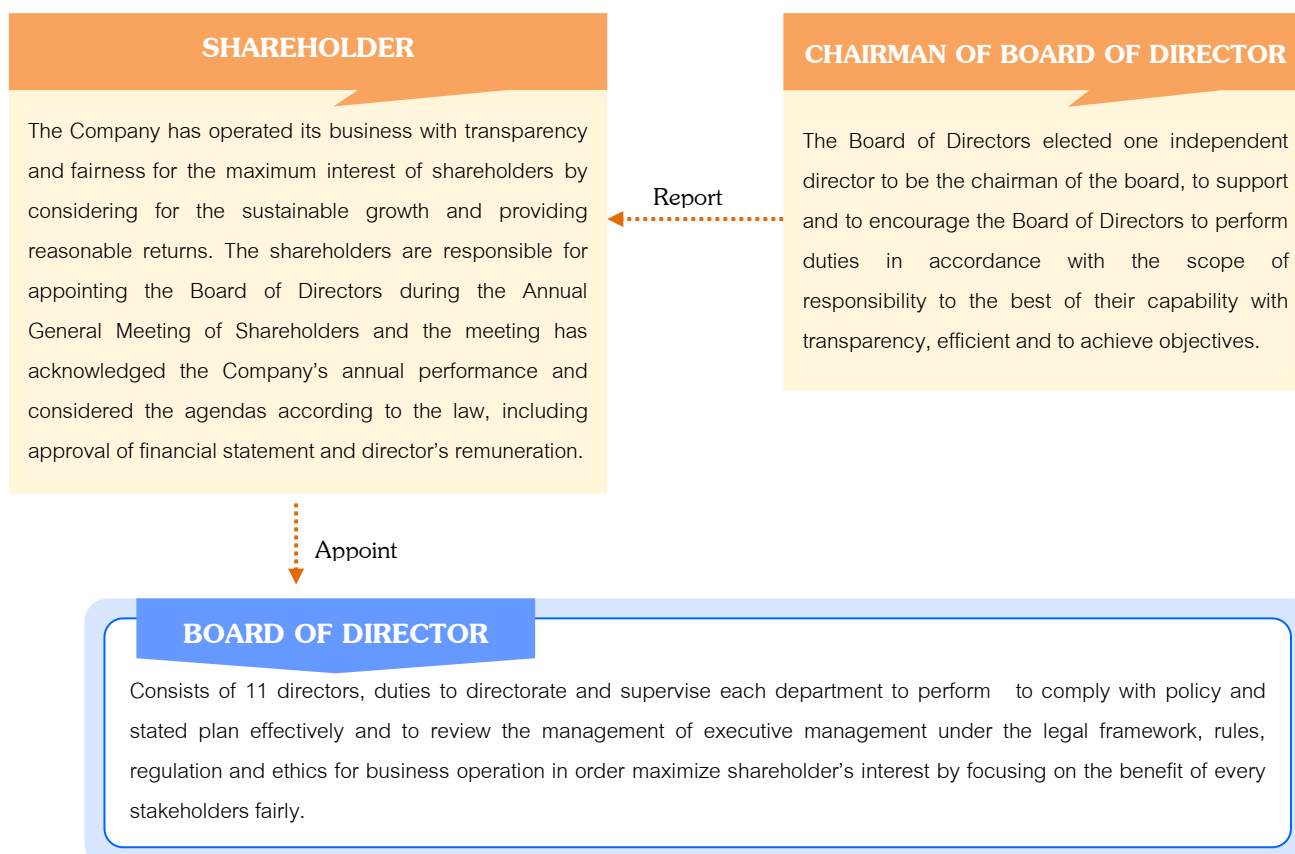 SHAREHOLDER
The Company has operated its business with transparency
and fairness for the maximum interest of shareholders by
considering for the sustainable growth and providing
reasonable returns. The shareholders are responsible for
appointing the Board of Directors during the Annual
General Meeting of Shareholders and the meeting has
acknowledged the Company's annual performance and
considered the agendas according to the law, including
approval of financial statement and director's remuneration.
Report
CHAIRMAN OF BOARD OF DIRECTOR
The Board of Directors elected one independent
director to be the chairman of the board, to support
and to encourage the Board of Directors to perform
duties in accordance with the scope of
responsibility to the best of their capability with
transparency, efficient and to achieve objectives.
Appoint
BOARD OF DIRECTOR
Consists of 11 directors, duties to directorate and supervise each department to perform to comply with policy and
stated plan effectively and to review the management of executive management under the legal framework, rules,
regulation and ethics for business operation in order maximize shareholder's interest by focusing on the benefit of every
stakeholders fairly.